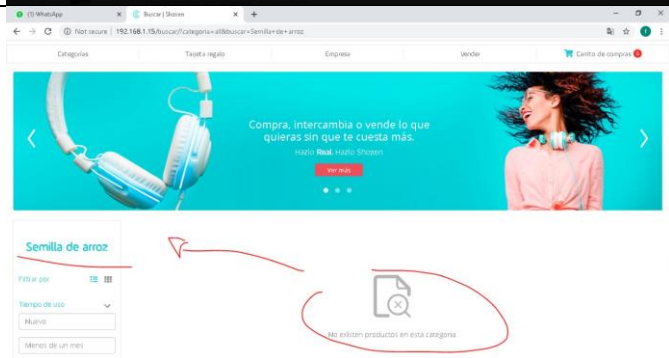 (1) WhatsApp
Buscar | Shoxen
Not secure | 192.168.1.15/buscar/?categoria=all&buscar=Semilla+de+arroz
Categorías Tarjeta regalo Empresa Vender Carrito de compras 0
Compra, intercambia o vende lo que
quieras sin que te cuesta más.
Hazlo Real. Hazlo Shoxen
Ver más
Semilla de arroz
Filtrar por
Tiempo de uso
Nuevo
No existen productos en esta categoría
Menos de un mes